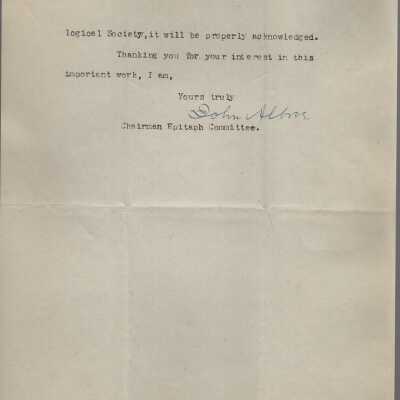 logical Society,it will be properly acknowledged.
Thanking you for your interest in this
important work, I am,
Yours truly
John Albree
Chairman Epitaph Committee.